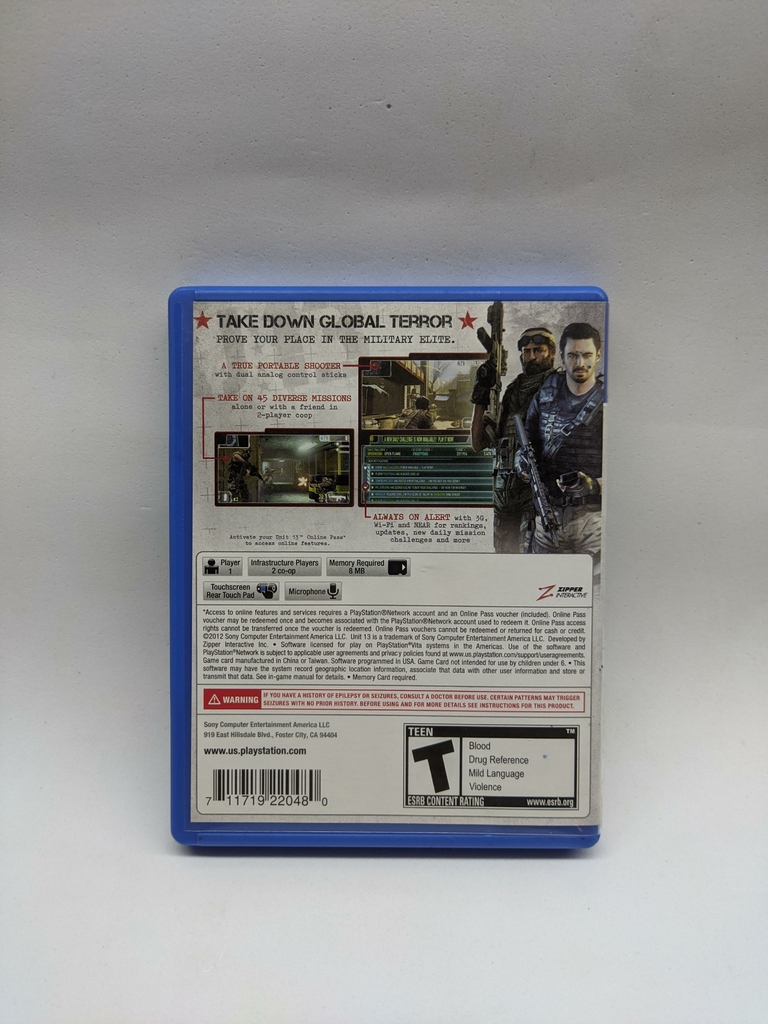 TAKE DOWN GLOBAL TERROR
PROVE YOUR PLACE IN THE MILITARY ELITE.
A TRUE PORTABLE SHOOTER
with dual analog control sticks
TAKE ON 45 DIVERSE MISSIONS
alone or with a friend in
2-player coop
A NEW DAILY CHALLENGE IS NOW AVAILABLE! PLAY IT NOW!
ALWAYS ON ALERT with 3G,
Wi-Fi and NEAR for rankings,
updates, new daily mission
challenges and more
Activate your Unit 13™ Online Pass*
to access online features.
Player
1
Infrastructure Players
2 co-op
Memory Required
8 MB
Touchscreen
Rear Touch Pad
Microphone
ZIPPER
INTERACTIVE
*Access to online features and services requires a PlayStation®Network account and an Online Pass voucher (included). Online Pass
voucher may be redeemed once and becomes associated with the PlayStation®Network account used to redeem it. Online Pass access
rights cannot be transferred once the voucher is redeemed. Online Pass vouchers cannot be redeemed or returned for cash or credit.
©2012 Sony Computer Entertainment America LLC. Unit 13 is a trademark of Sony Computer Entertainment America LLC. Developed by
Zipper Interactive Inc. • Software licensed for play on PlayStation®Vita systems in the Americas. Use of the software and
PlayStation®Network is subject to applicable user agreements and privacy policies found at www.us.playstation.com/support/useragreements.
Game card manufactured in China or Taiwan. Software programmed in USA. Game Card not intended for use by children under 6. • This
software may have the system record geographic location information, associate that data with other user information and store or
transmit that data. See in-game manual for details. • Memory Card required.
WARNING
IF YOU HAVE A HISTORY OF EPILEPSY OR SEIZURES, CONSULT A DOCTOR BEFORE USE. CERTAIN PATTERNS MAY TRIGGER
SEIZURES WITH NO PRIOR HISTORY. BEFORE USING AND FOR MORE DETAILS SEE INSTRUCTIONS FOR THIS PRODUCT.
Sony Computer Entertainment America LLC
919 East Hillsdale Blvd., Foster City, CA 94404
www.us.playstation.com
7 11719 22048 0
TEEN
TM
T
Blood
Drug Reference
Mild Language
Violence
ESRB CONTENT RATING www.esrb.org